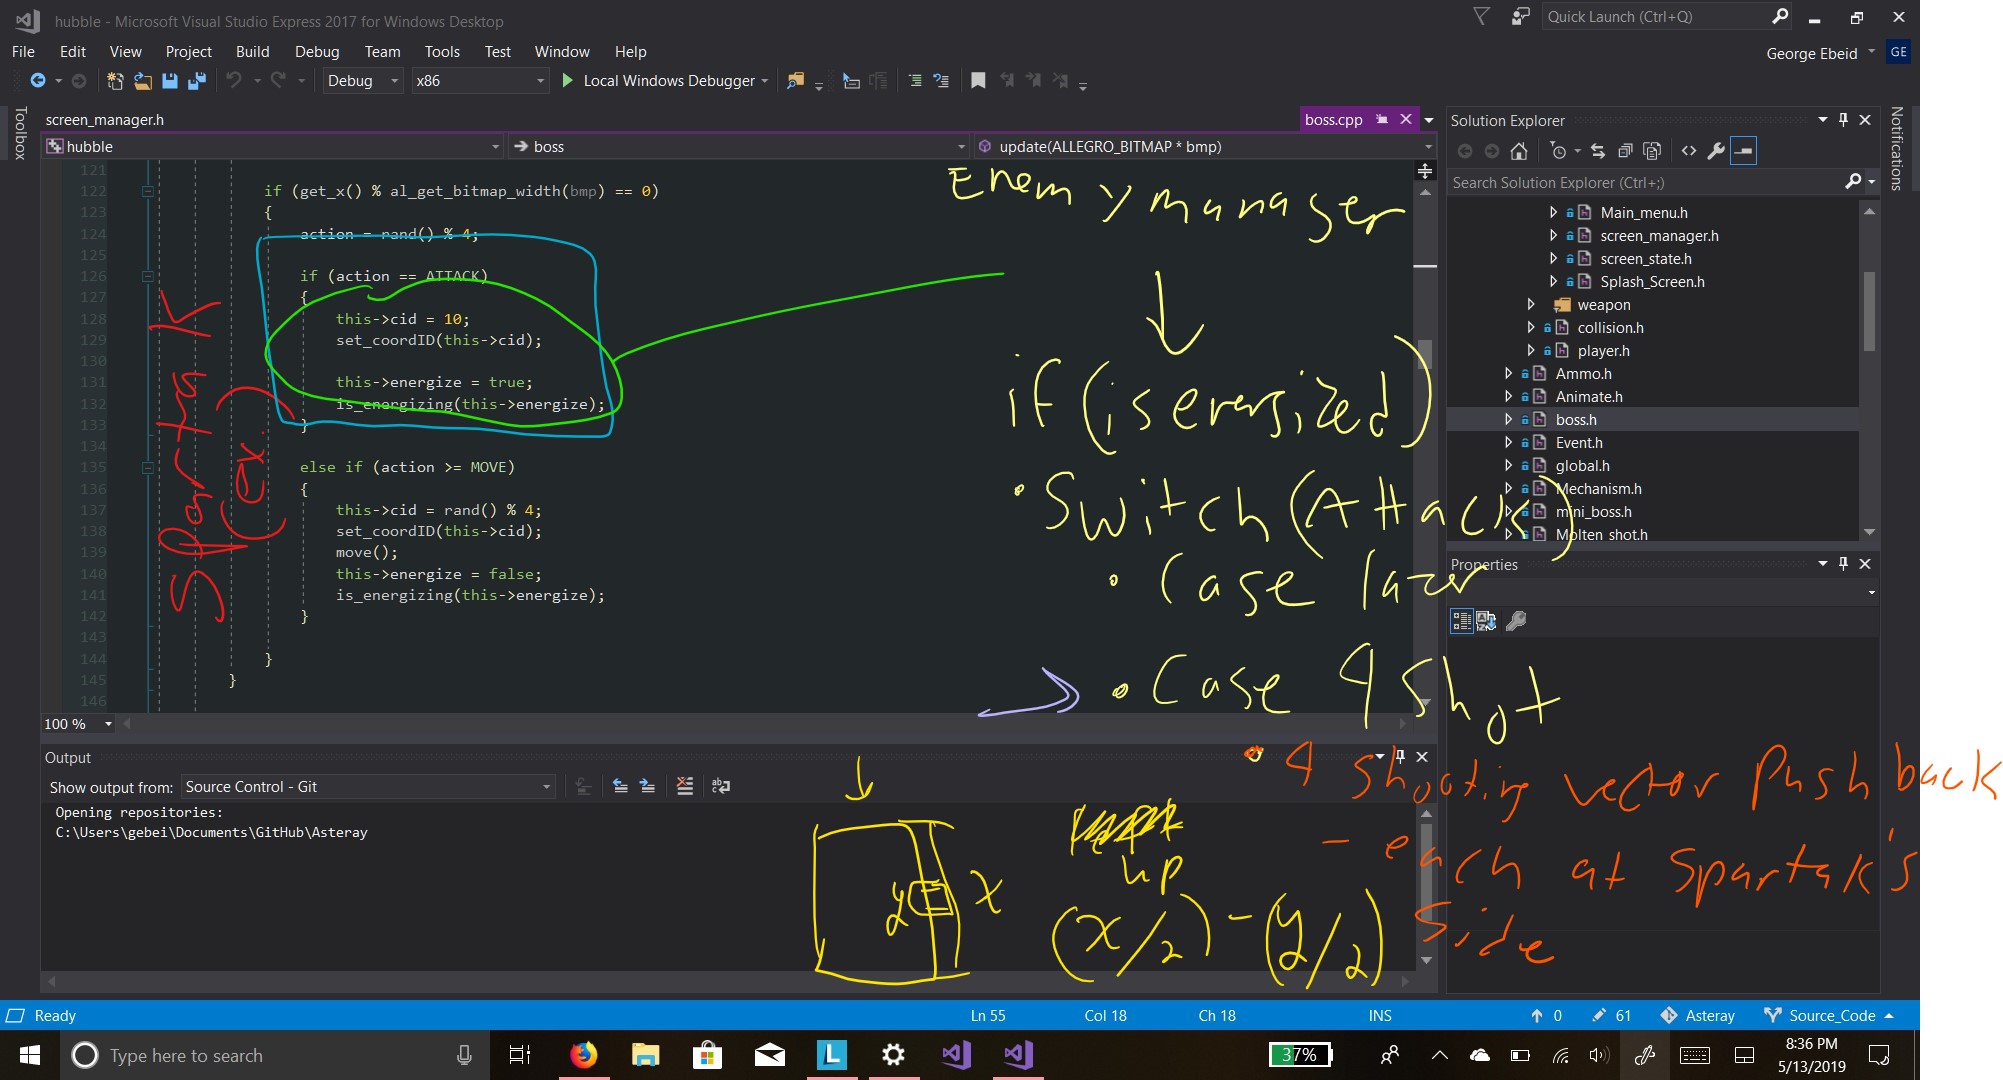 hubble - Microsoft Visual Studio Express 2017 for Windows Desktop
Quick Launch (Ctrl+Q)
File Edit View Project Build Debug Team Tools Test Window Help
George Ebeid GE
Debug x86 Local Windows Debugger
Toolbox
screen_manager.h
boss.cpp
hubble
boss
update(ALLEGRO_BITMAP * bmp)
121
122 if (get_x() % al_get_bitmap_width(bmp) == 0)
123 {
124 action = rand() % 4;
125
126 if (action == ATTACK)
127 {
128 this->cid = 10;
129 set_coordID(this->cid);
130
131 this->energize = true;
132 is_energizing(this->energize);
133 }
134
135 else if (action >= MOVE)
136 {
137 this->cid = rand() % 4;
138 set_coordID(this->cid);
139 move();
140 this->energize = false;
141 is_energizing(this->energize);
142 }
143
144 }
145 }
146
100 %
Spartak
(ex.)
Enemy manager
if (is energized)
• Switch (Attack)
• Case lazer
• Case 4 shot
• 4 shooting vector Push back
- each at Spartak's
side
y x
up
(x/2) - (y/2)
Output
Show output from: Source Control - Git
Opening repositories:
C:\Users\gebei\Documents\GitHub\Asteray
Solution Explorer
Search Solution Explorer (Ctrl+;)
Main_menu.h
screen_manager.h
screen_state.h
Splash_Screen.h
weapon
collision.h
player.h
Ammo.h
Animate.h
boss.h
Event.h
global.h
Mechanism.h
mini_boss.h
Molten_shot.h
Properties
Notifications
Ready Ln 55 Col 18 Ch 18 INS 0 61 Asteray Source_Code
Type here to search
37%
8:36 PM
5/13/2019